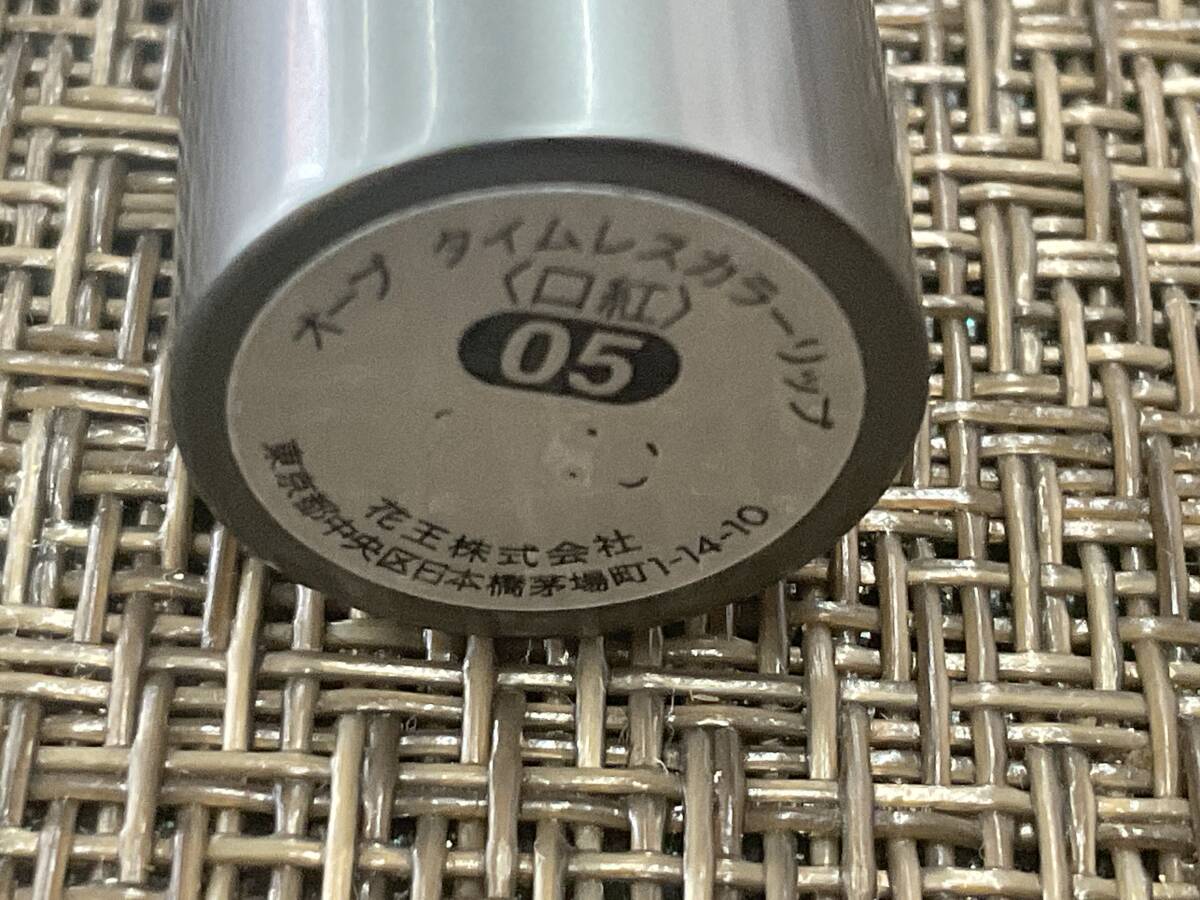 オーブ タイムレスカラーリップ
〈口紅〉
05
花王株式会社
東京都中央区日本橋茅場町1-14-10